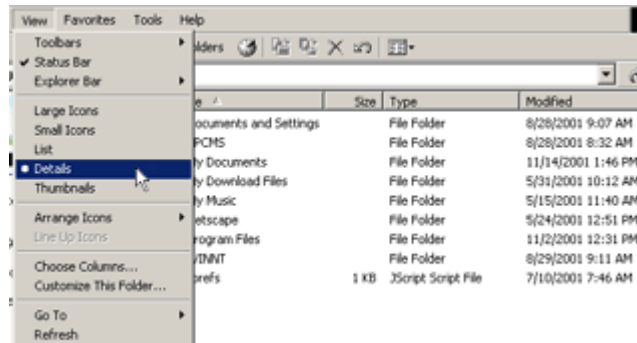 View Favorites Tools Help
Toolbars
Status Bar
Explorer Bar
Large Icons
Small Icons
List
Details
Thumbnails
Arrange Icons
Line Up Icons
Choose Columns...
Customize This Folder...
Go To
Refresh
olders
e Size Type Modified
ocuments and Settings File Folder 8/28/2001 9:07 AM
PCMS File Folder 8/28/2001 8:32 AM
y Documents File Folder 11/14/2001 1:46 PM
y Download Files File Folder 5/31/2001 10:12 AM
y Music File Folder 5/15/2001 11:40 AM
etscape File Folder 5/24/2001 12:51 PM
rogram Files File Folder 11/2/2001 12:31 PM
/INNT File Folder 8/29/2001 9:11 AM
prefs 1 KB JScript Script File 7/10/2001 7:46 AM